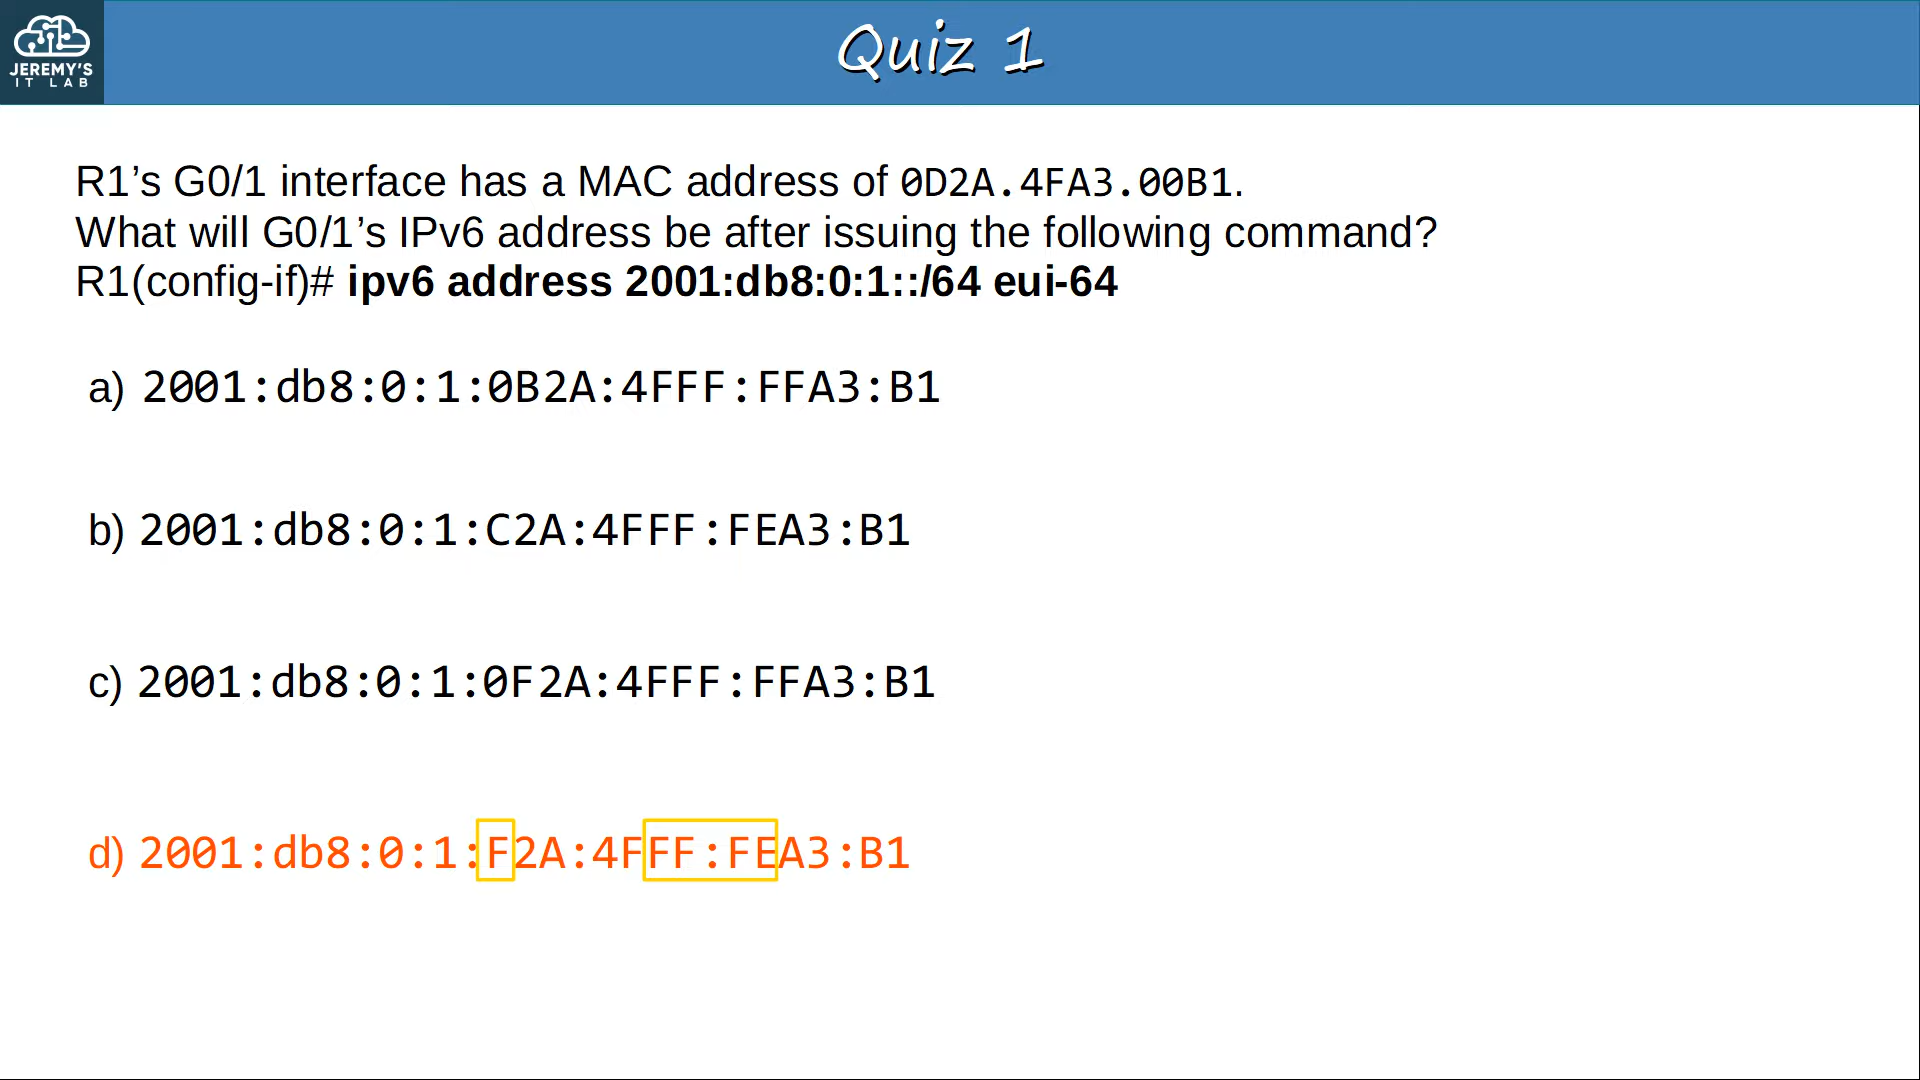 JEREMY'S
IT LAB
Quiz 1
R1’s G0/1 interface has a MAC address of 0D2A.4FA3.00B1.
What will G0/1’s IPv6 address be after issuing the following command?
R1(config-if)# ipv6 address 2001:db8:0:1::/64 eui-64
a) 2001:db8:0:1:0B2A:4FFF:FFA3:B1
b) 2001:db8:0:1:C2A:4FFF:FEA3:B1
c) 2001:db8:0:1:0F2A:4FFF:FFA3:B1
d) 2001:db8:0:1:F2A:4FFF:FEA3:B1